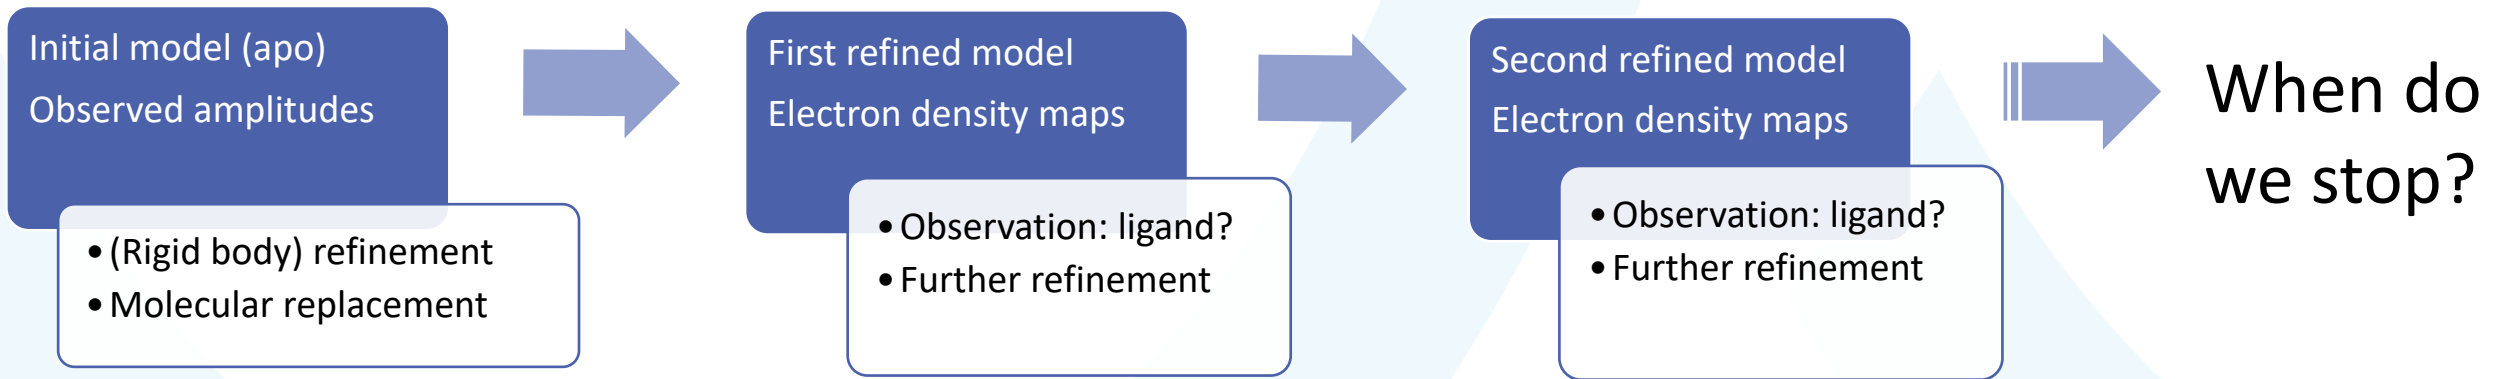 Initial model (apo)
Observed amplitudes
• (Rigid body) refinement
• Molecular replacement
First refined model
Electron density maps
• Observation: ligand?
• Further refinement
Second refined model
Electron density maps
• Observation: ligand?
• Further refinement
When do
we stop?